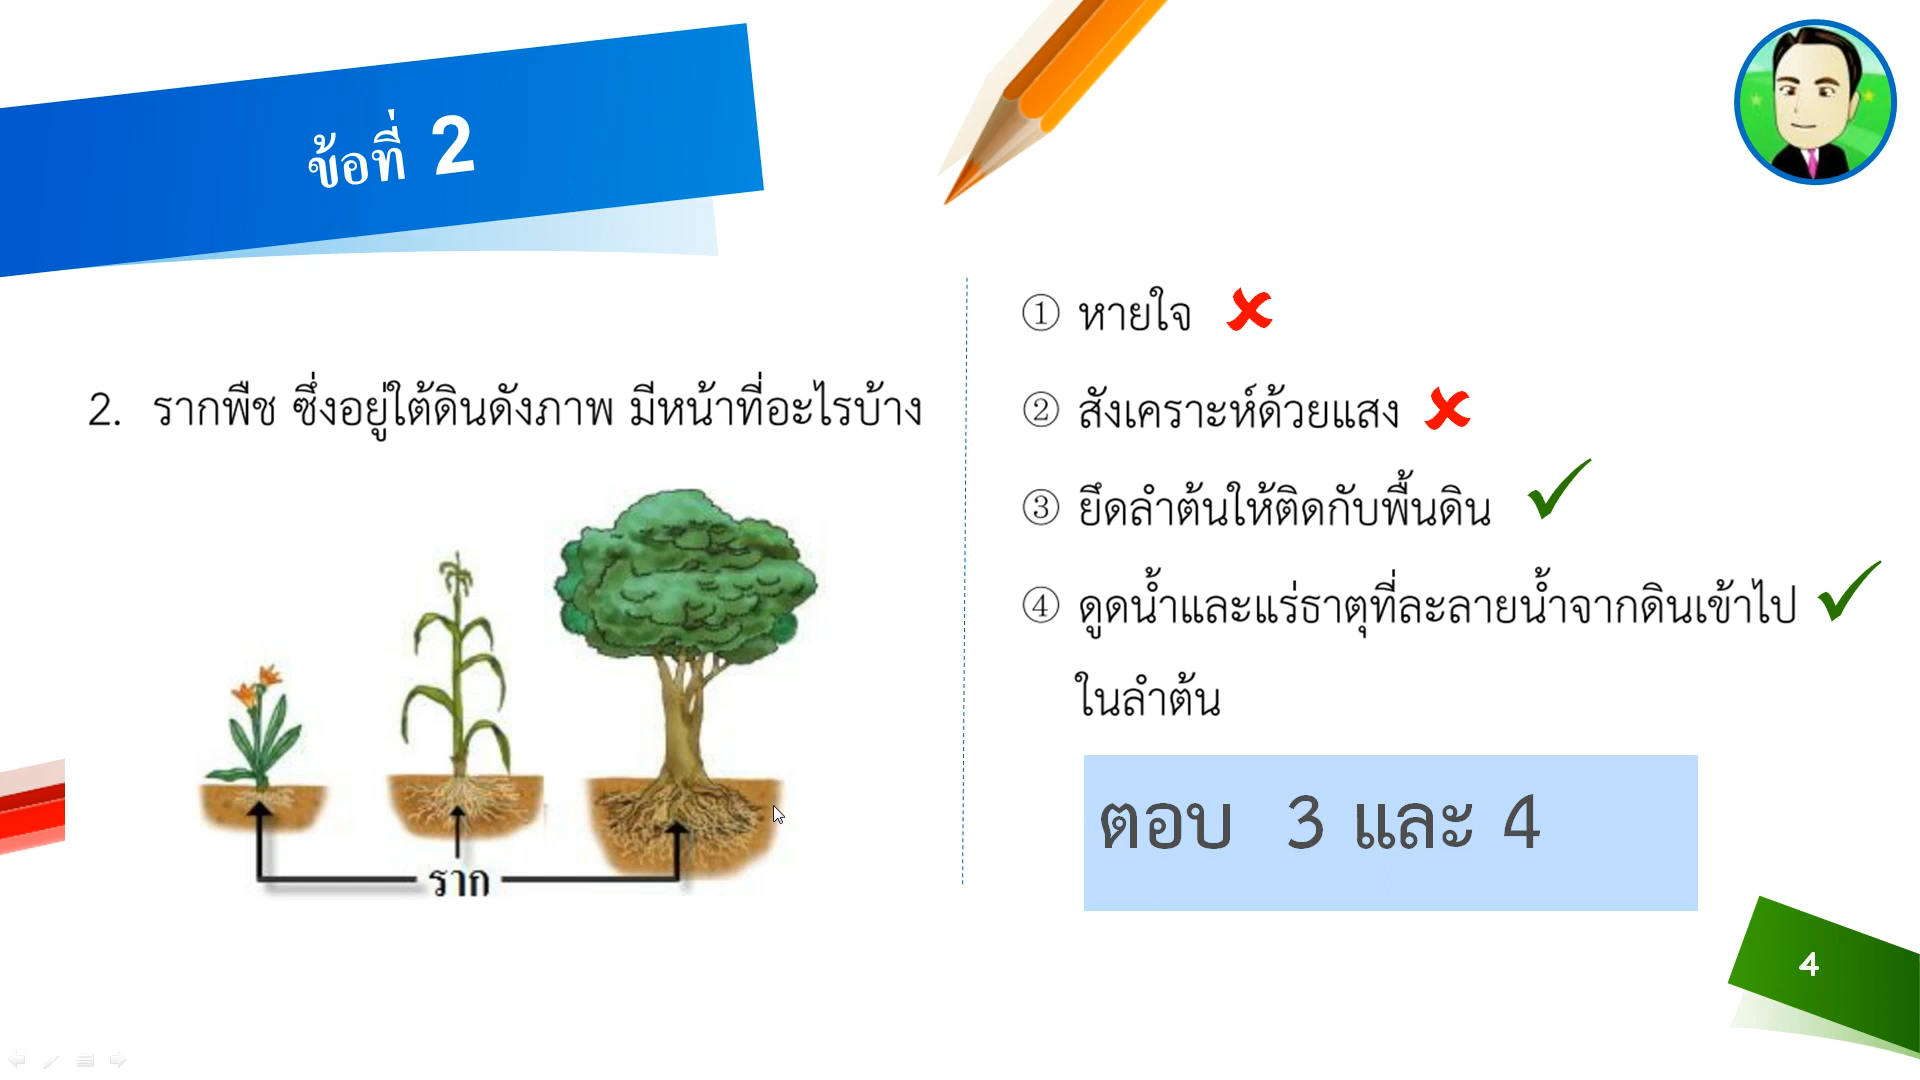 ข้อที่ 2
2. รากพืช ซึ่งอยู่ใต้ดินดังภาพ มีหน้าที่อะไรบ้าง
ราก
① หายใจ
② สังเคราะห์ด้วยแสง
③ ยึดลำต้นให้ติดกับพื้นดิน
④ ดูดน้ำและแร่ธาตุที่ละลายน้ำจากดินเข้าไป
ในลำต้น
ตอบ 3 และ 4
4